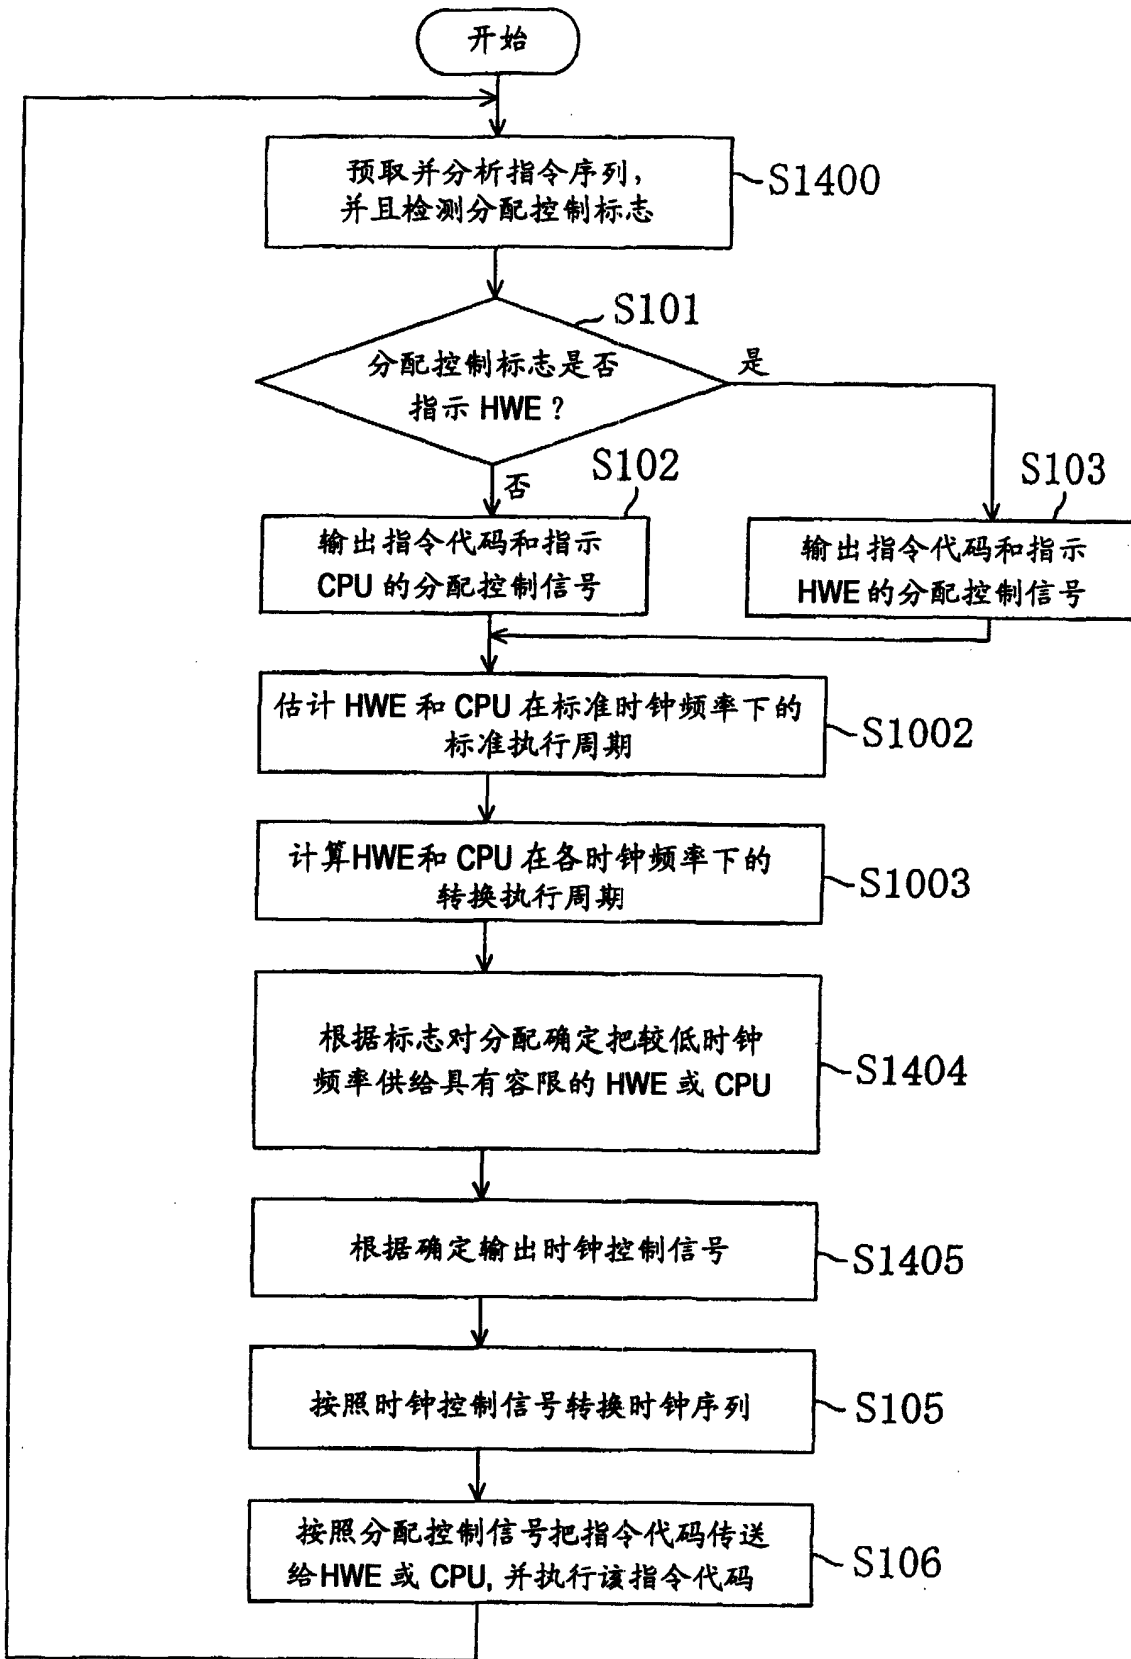 开始
预取并分析指令序列，
并且检测分配控制标志
S1400
S101
分配控制标志是否
指示 HWE？
是
否
S102
输出指令代码和指示
CPU 的分配控制信号
S103
输出指令代码和指示
HWE 的分配控制信号
估计 HWE 和 CPU 在标准时钟频率下的
标准执行周期
S1002
计算HWE和 CPU 在各时钟频率下的
转换执行周期
S1003
根据标志对分配确定把较低时钟
频率供给具有容限的 HWE 或 CPU
S1404
根据确定输出时钟控制信号
S1405
按照时钟控制信号转换时钟序列
S105
按照分配控制信号把指令代码传送
给HWE 或 CPU, 并执行该指令代码
S106